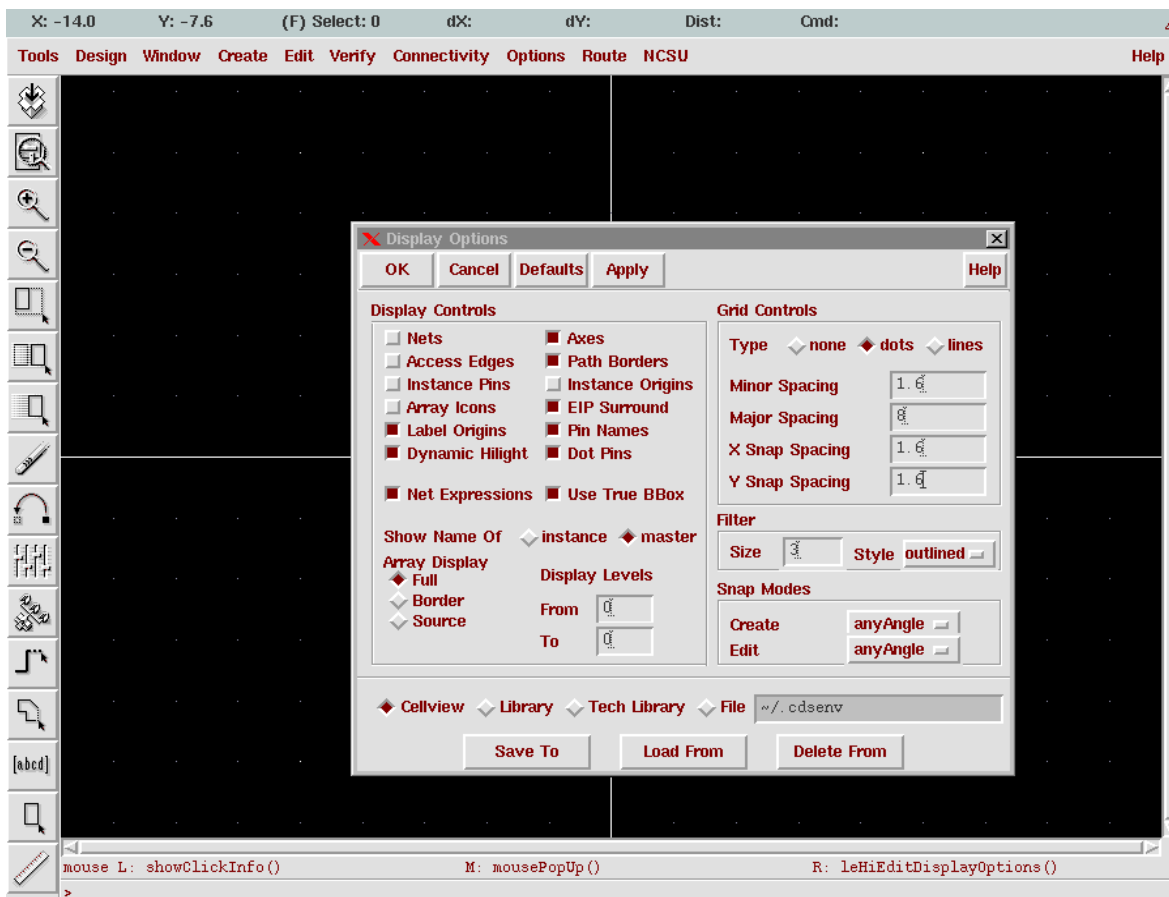 X: -14.0 Y: -7.6 (F) Select: 0 dX: dY: Dist: Cmd:
Tools Design Window Create Edit Verify Connectivity Options Route NCSU Help
Display Options
OK Cancel Defaults Apply Help
Display Controls
Nets Axes
Access Edges Path Borders
Instance Pins Instance Origins
Array Icons EIP Surround
Label Origins Pin Names
Dynamic Hilight Dot Pins
Net Expressions Use True BBox
Show Name Of instance master
Array Display
Full
Border
Source
Display Levels
From 0
To 0
Grid Controls
Type none dots lines
Minor Spacing 1.6
Major Spacing 8
X Snap Spacing 1.6
Y Snap Spacing 1.6
Filter
Size 3 Style outlined
Snap Modes
Create anyAngle
Edit anyAngle
Cellview Library Tech Library File ~/.cdsenv
Save To Load From Delete From
[abcd]
mouse L: showClickInfo() M: mousePopUp() R: leHiEditDisplayOptions()
>